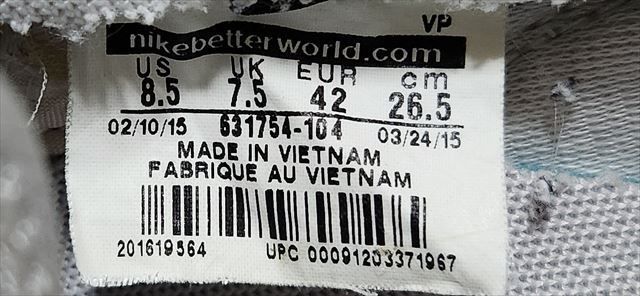 VP
nikebetterworld.com
US UK EUR cm
8.5 7.5 42 26.5
02/10/15 631754-104 03/24/15
MADE IN VIETNAM
FABRIQUE AU VIETNAM
201619564 UPC 00091203371967